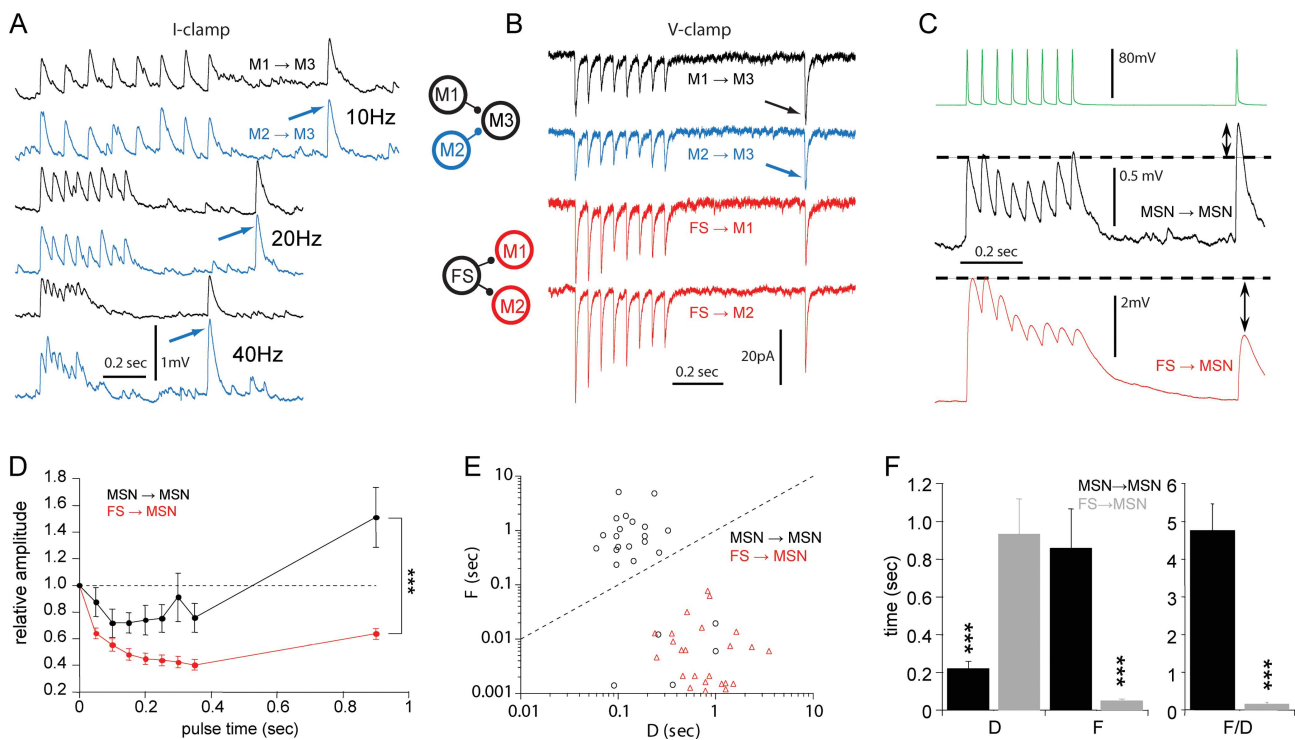 A
I-clamp
M1 → M3
M2 → M3
10Hz
20Hz
40Hz
0.2 sec
1mV
B
V-clamp
M1
M3
M2
M1 → M3
M2 → M3
FS
M1
M2
FS → M1
FS → M2
20pA
0.2 sec
C
80mV
0.5 mV
MSN → MSN
0.2 sec
2mV
FS → MSN
D
MSN → MSN
FS → MSN
relative amplitude
1.8
1.6
1.4
1.2
1.0
0.8
0.6
0.4
0.2
***
0 0.2 0.4 0.6 0.8 1
pulse time (sec)
E
F (sec)
10
1
0.1
0.01
0.001
MSN → MSN
FS → MSN
0.01 0.1 1 10
D (sec)
F
MSN→MSN
FS→MSN
time (sec)
1.2
1.0
0.8
0.6
0.4
0.2
0
***
***
D F
5
4
3
2
1
0
***
F/D